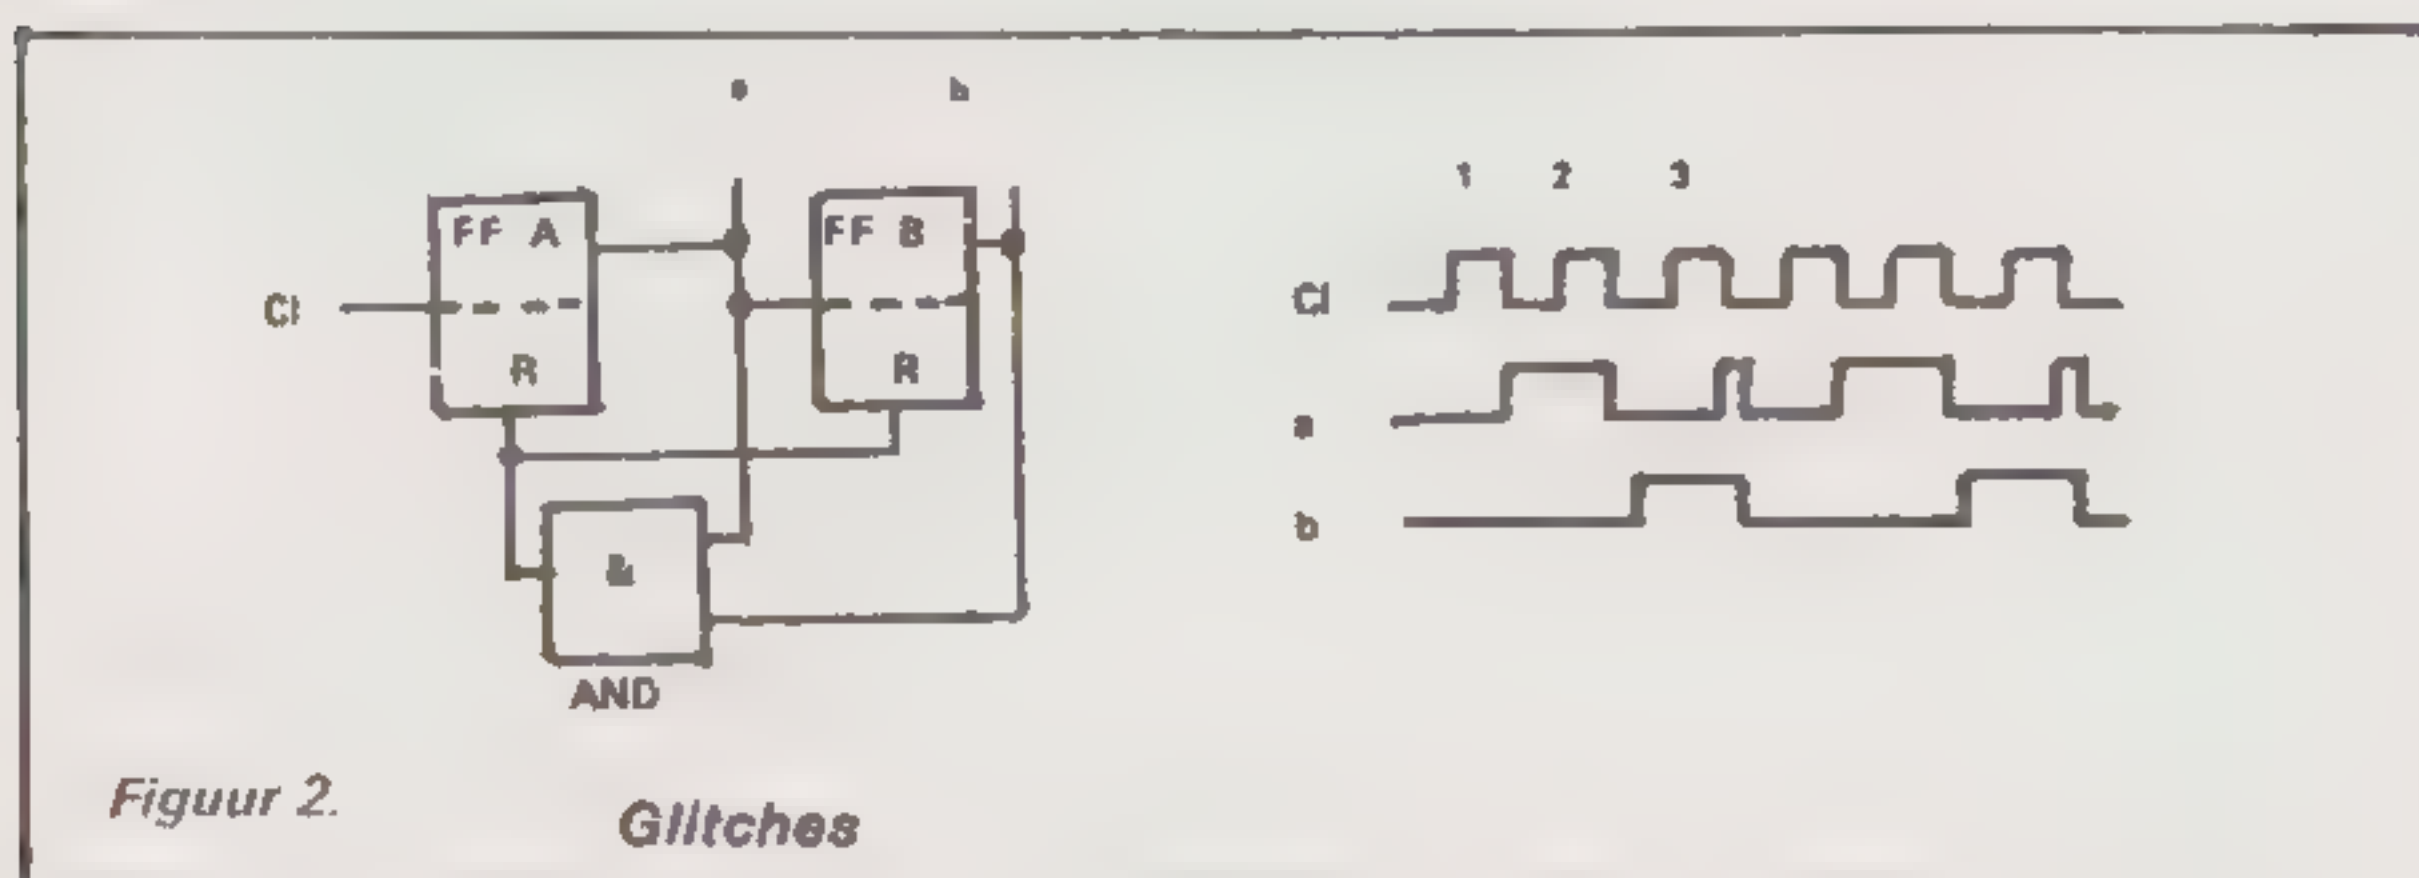 a b
1 2 3
FF A FF B
Cl
Cl
R R
a
b
&
AND
Figuur 2.
Glitches